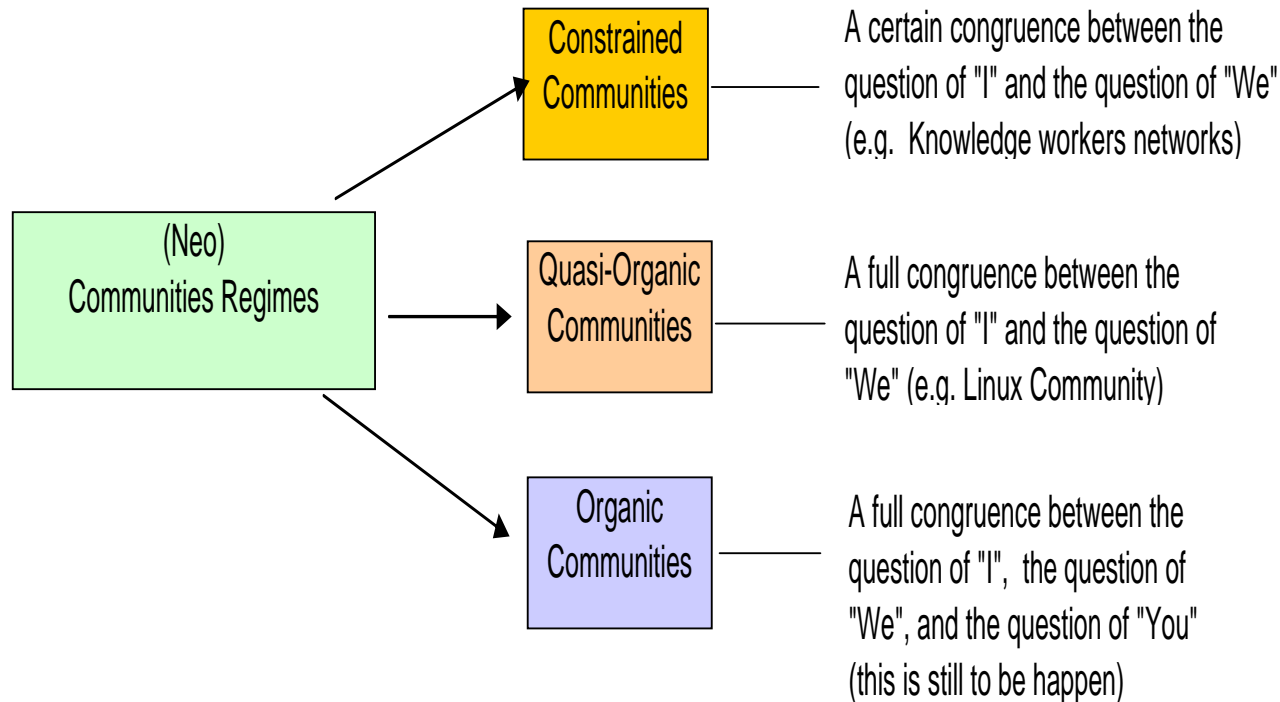 Constrained
Communities
A certain congruence between the
question of "I" and the question of "We"
(e.g. Knowledge workers networks)
(Neo)
Communities Regimes
Quasi-Organic
Communities
A full congruence between the
question of "I" and the question of
"We" (e.g. Linux Community)
Organic
Communities
A full congruence between the
question of "I", the question of
"We", and the question of "You"
(this is still to be happen)